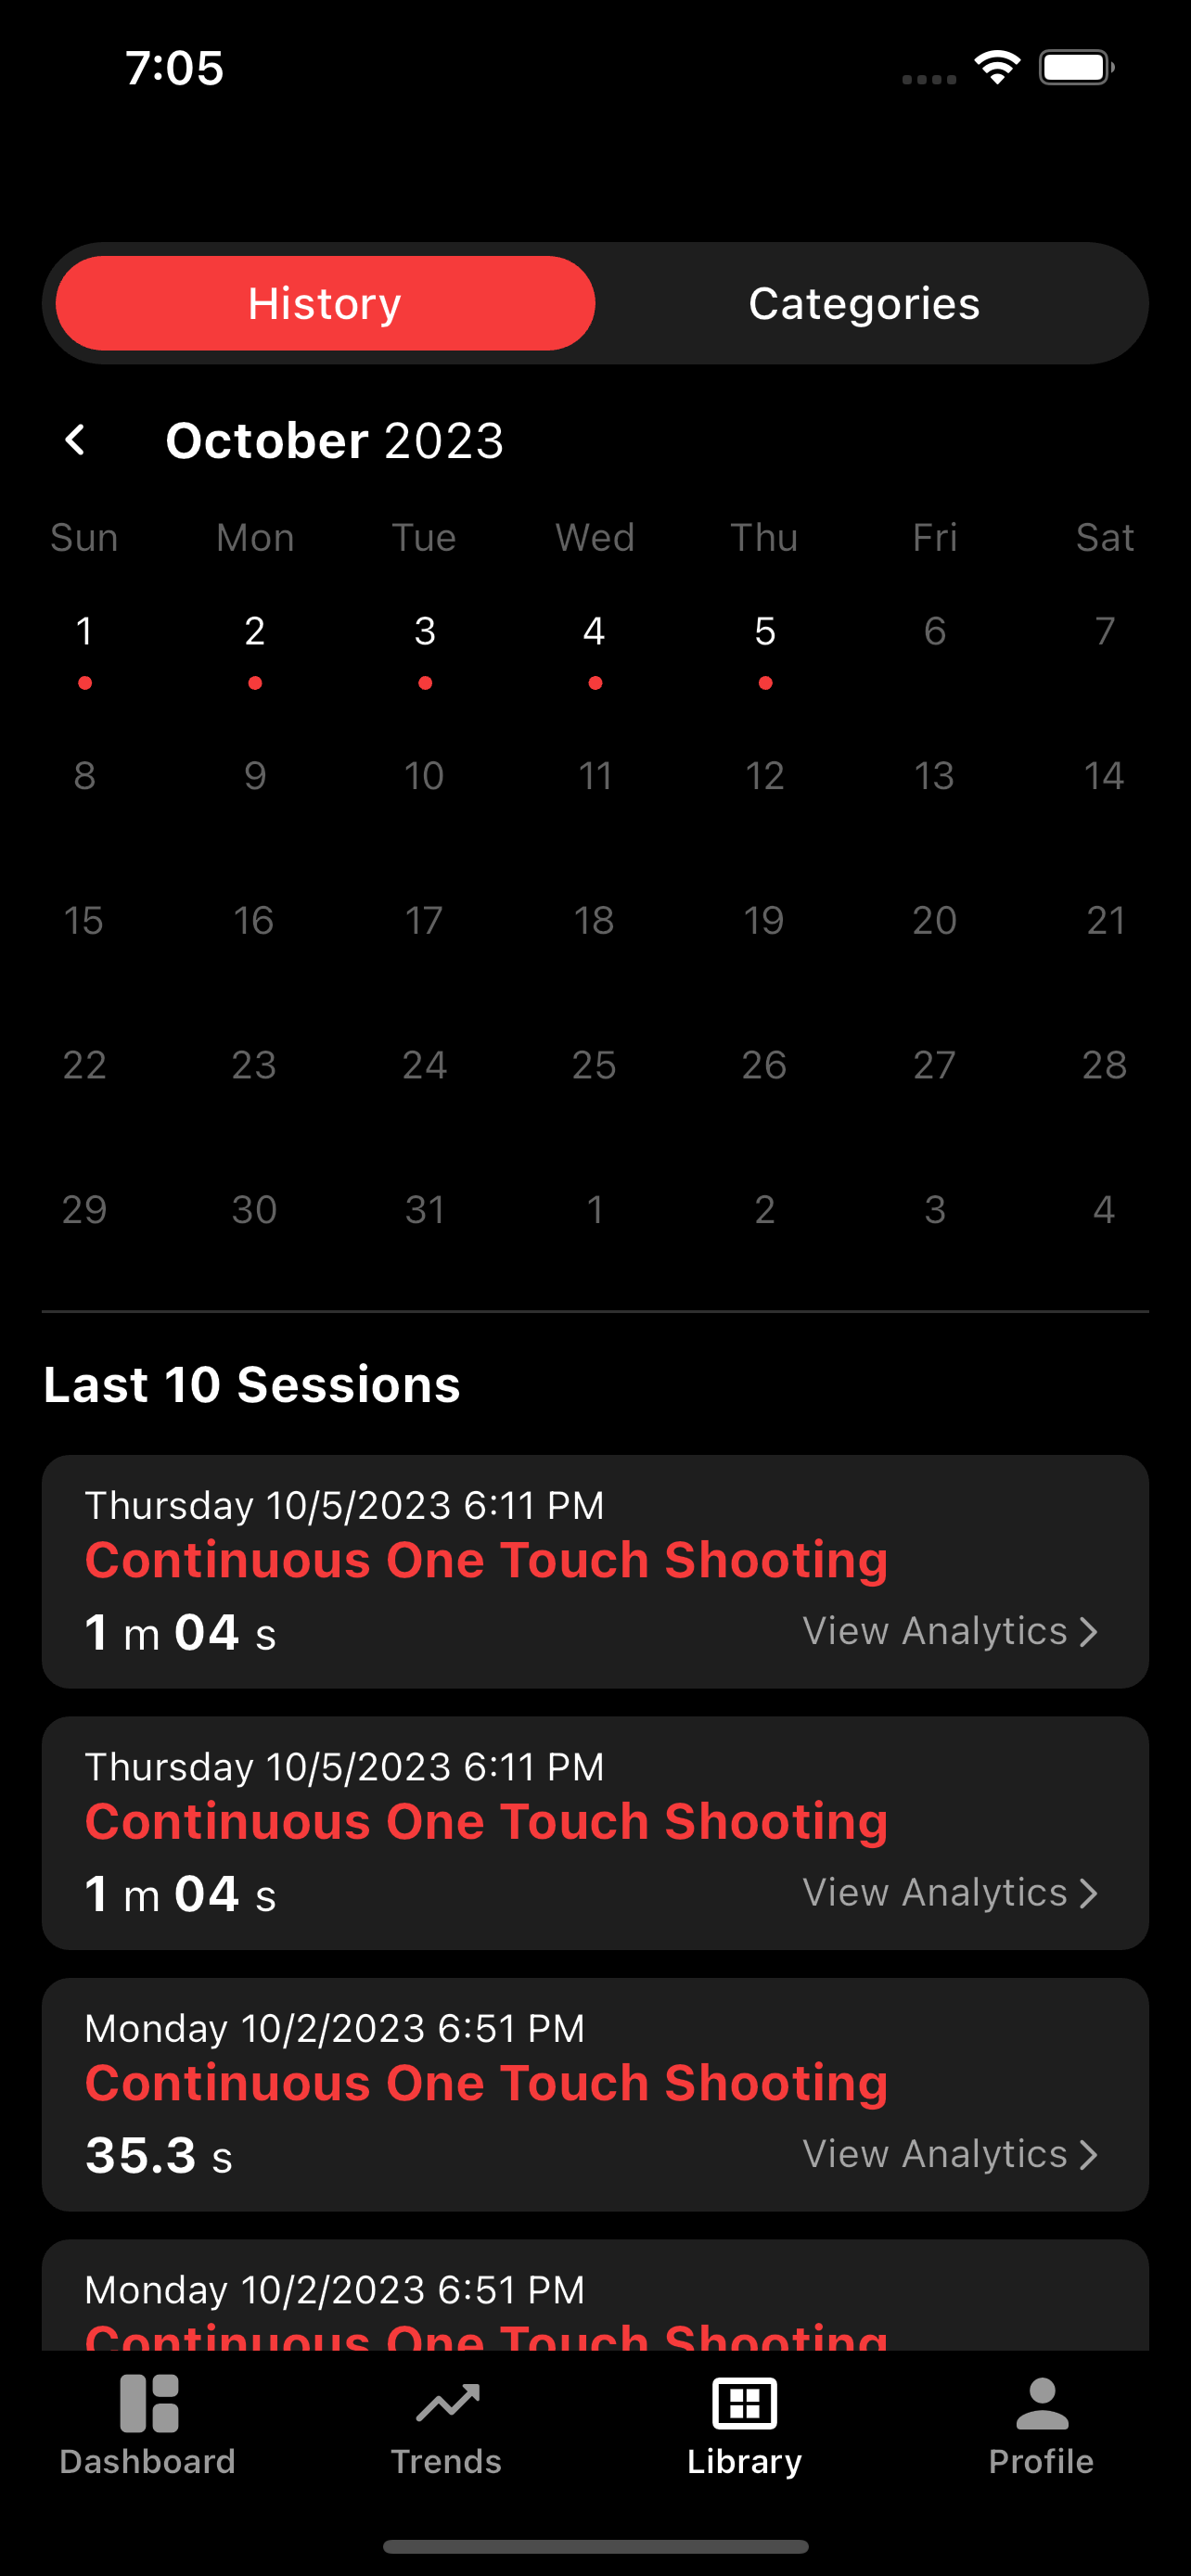 7:05
History Categories
October 2023
Sun Mon Tue Wed Thu Fri Sat
1 2 3 4 5 6 7
8 9 10 11 12 13 14
15 16 17 18 19 20 21
22 23 24 25 26 27 28
29 30 31 1 2 3 4
Last 10 Sessions
Thursday 10/5/2023 6:11 PM
Continuous One Touch Shooting
1 m 04 s View Analytics
Thursday 10/5/2023 6:11 PM
Continuous One Touch Shooting
1 m 04 s View Analytics
Monday 10/2/2023 6:51 PM
Continuous One Touch Shooting
35.3 s View Analytics
Monday 10/2/2023 6:51 PM
Continuous One Touch Shooting
Dashboard Trends Library Profile